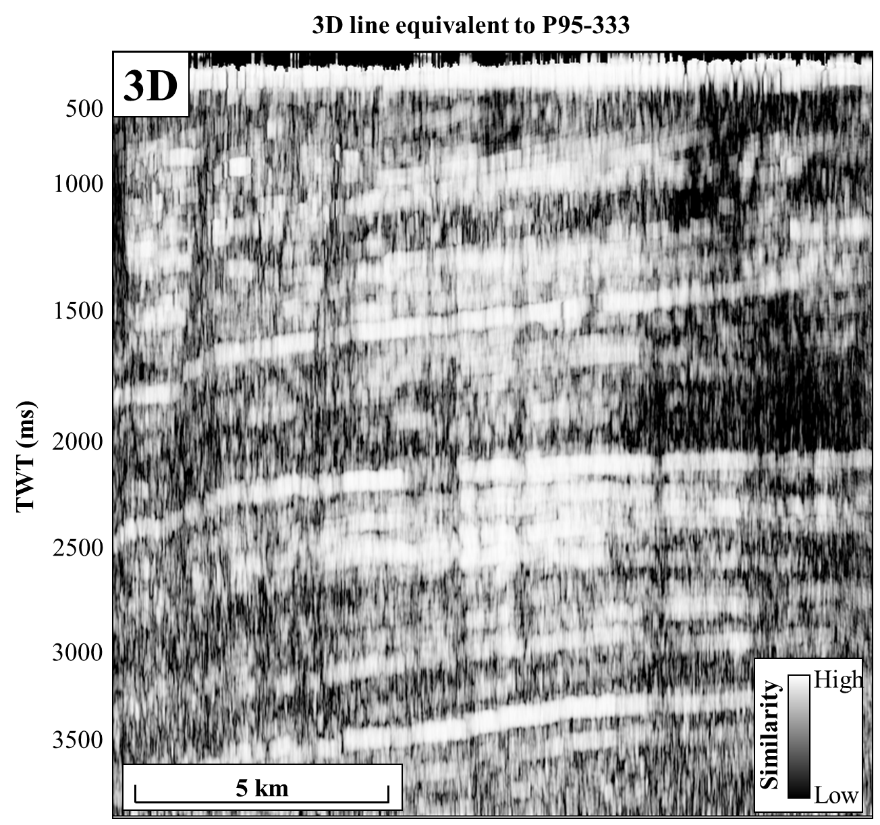 3D line equivalent to P95-333
3D
500
1000
1500
2000
2500
3000
3500
TWT (ms)
5 km
Similarity
High
Low